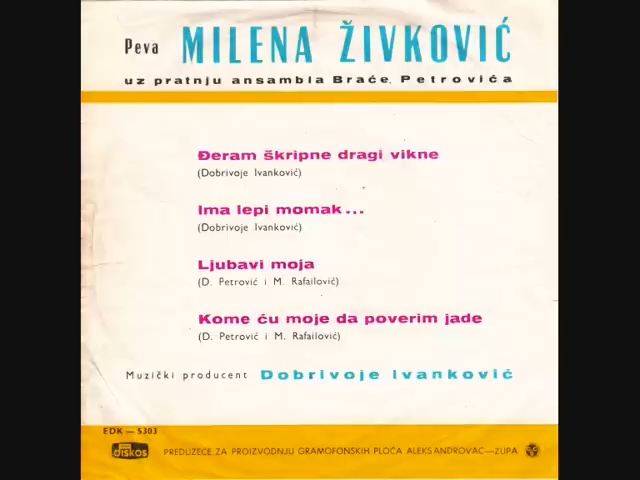 Peva MILENA ŽIVKOVIĆ
uz pratnju ansambla Braće Petrovića
Đeram škripne dragi vikne
(Dobrivoje Ivanković)
Ima lepi momak...
(Dobrivoje Ivanković)
Ljubavi moja
(D. Petrović i M. Rafailović)
Kome ću moje da poverim jade
(D. Petrović i M. Rafailović)
Muzički producent Dobrivoje Ivanković
EDK — 5303
diskos PREDUZEĆE ZA PROIZVODNJU GRAMOFONSKIH PLOČA ALEKSANDROVAC—ŽUPA